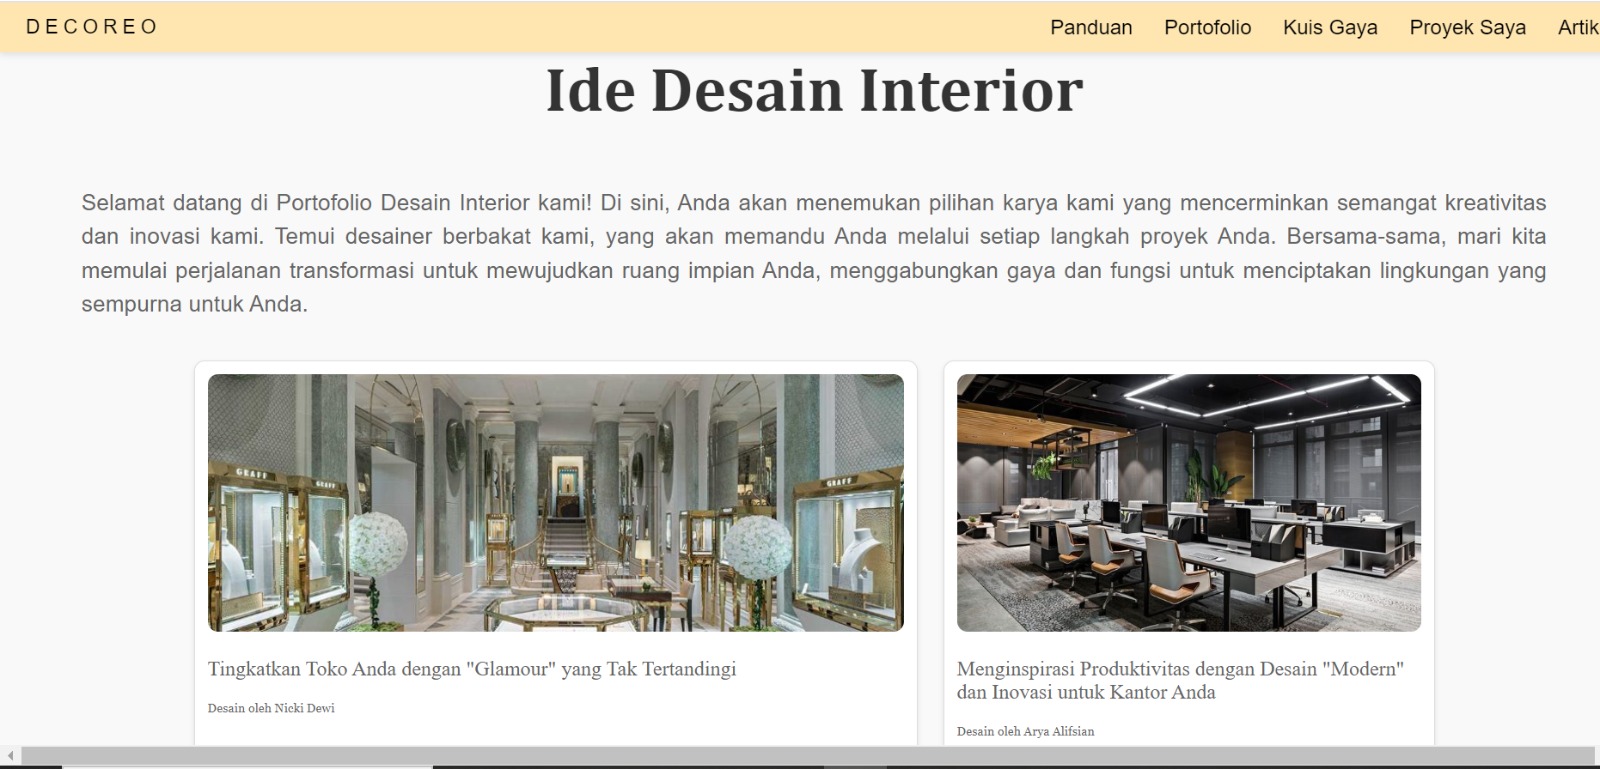 DECOREO
Panduan Portofolio Kuis Gaya Proyek Saya Artik
Ide Desain Interior
Selamat datang di Portofolio Desain Interior kami! Di sini, Anda akan menemukan pilihan karya kami yang mencerminkan semangat kreativitas
dan inovasi kami. Temui desainer berbakat kami, yang akan memandu Anda melalui setiap langkah proyek Anda. Bersama-sama, mari kita
memulai perjalanan transformasi untuk mewujudkan ruang impian Anda, menggabungkan gaya dan fungsi untuk menciptakan lingkungan yang
sempurna untuk Anda.
GRAFF
GRAFF
GRAFF
Tingkatkan Toko Anda dengan "Glamour" yang Tak Tertandingi
Desain oleh Nicki Dewi
Menginspirasi Produktivitas dengan Desain "Modern"
dan Inovasi untuk Kantor Anda
Desain oleh Arya Alifsian